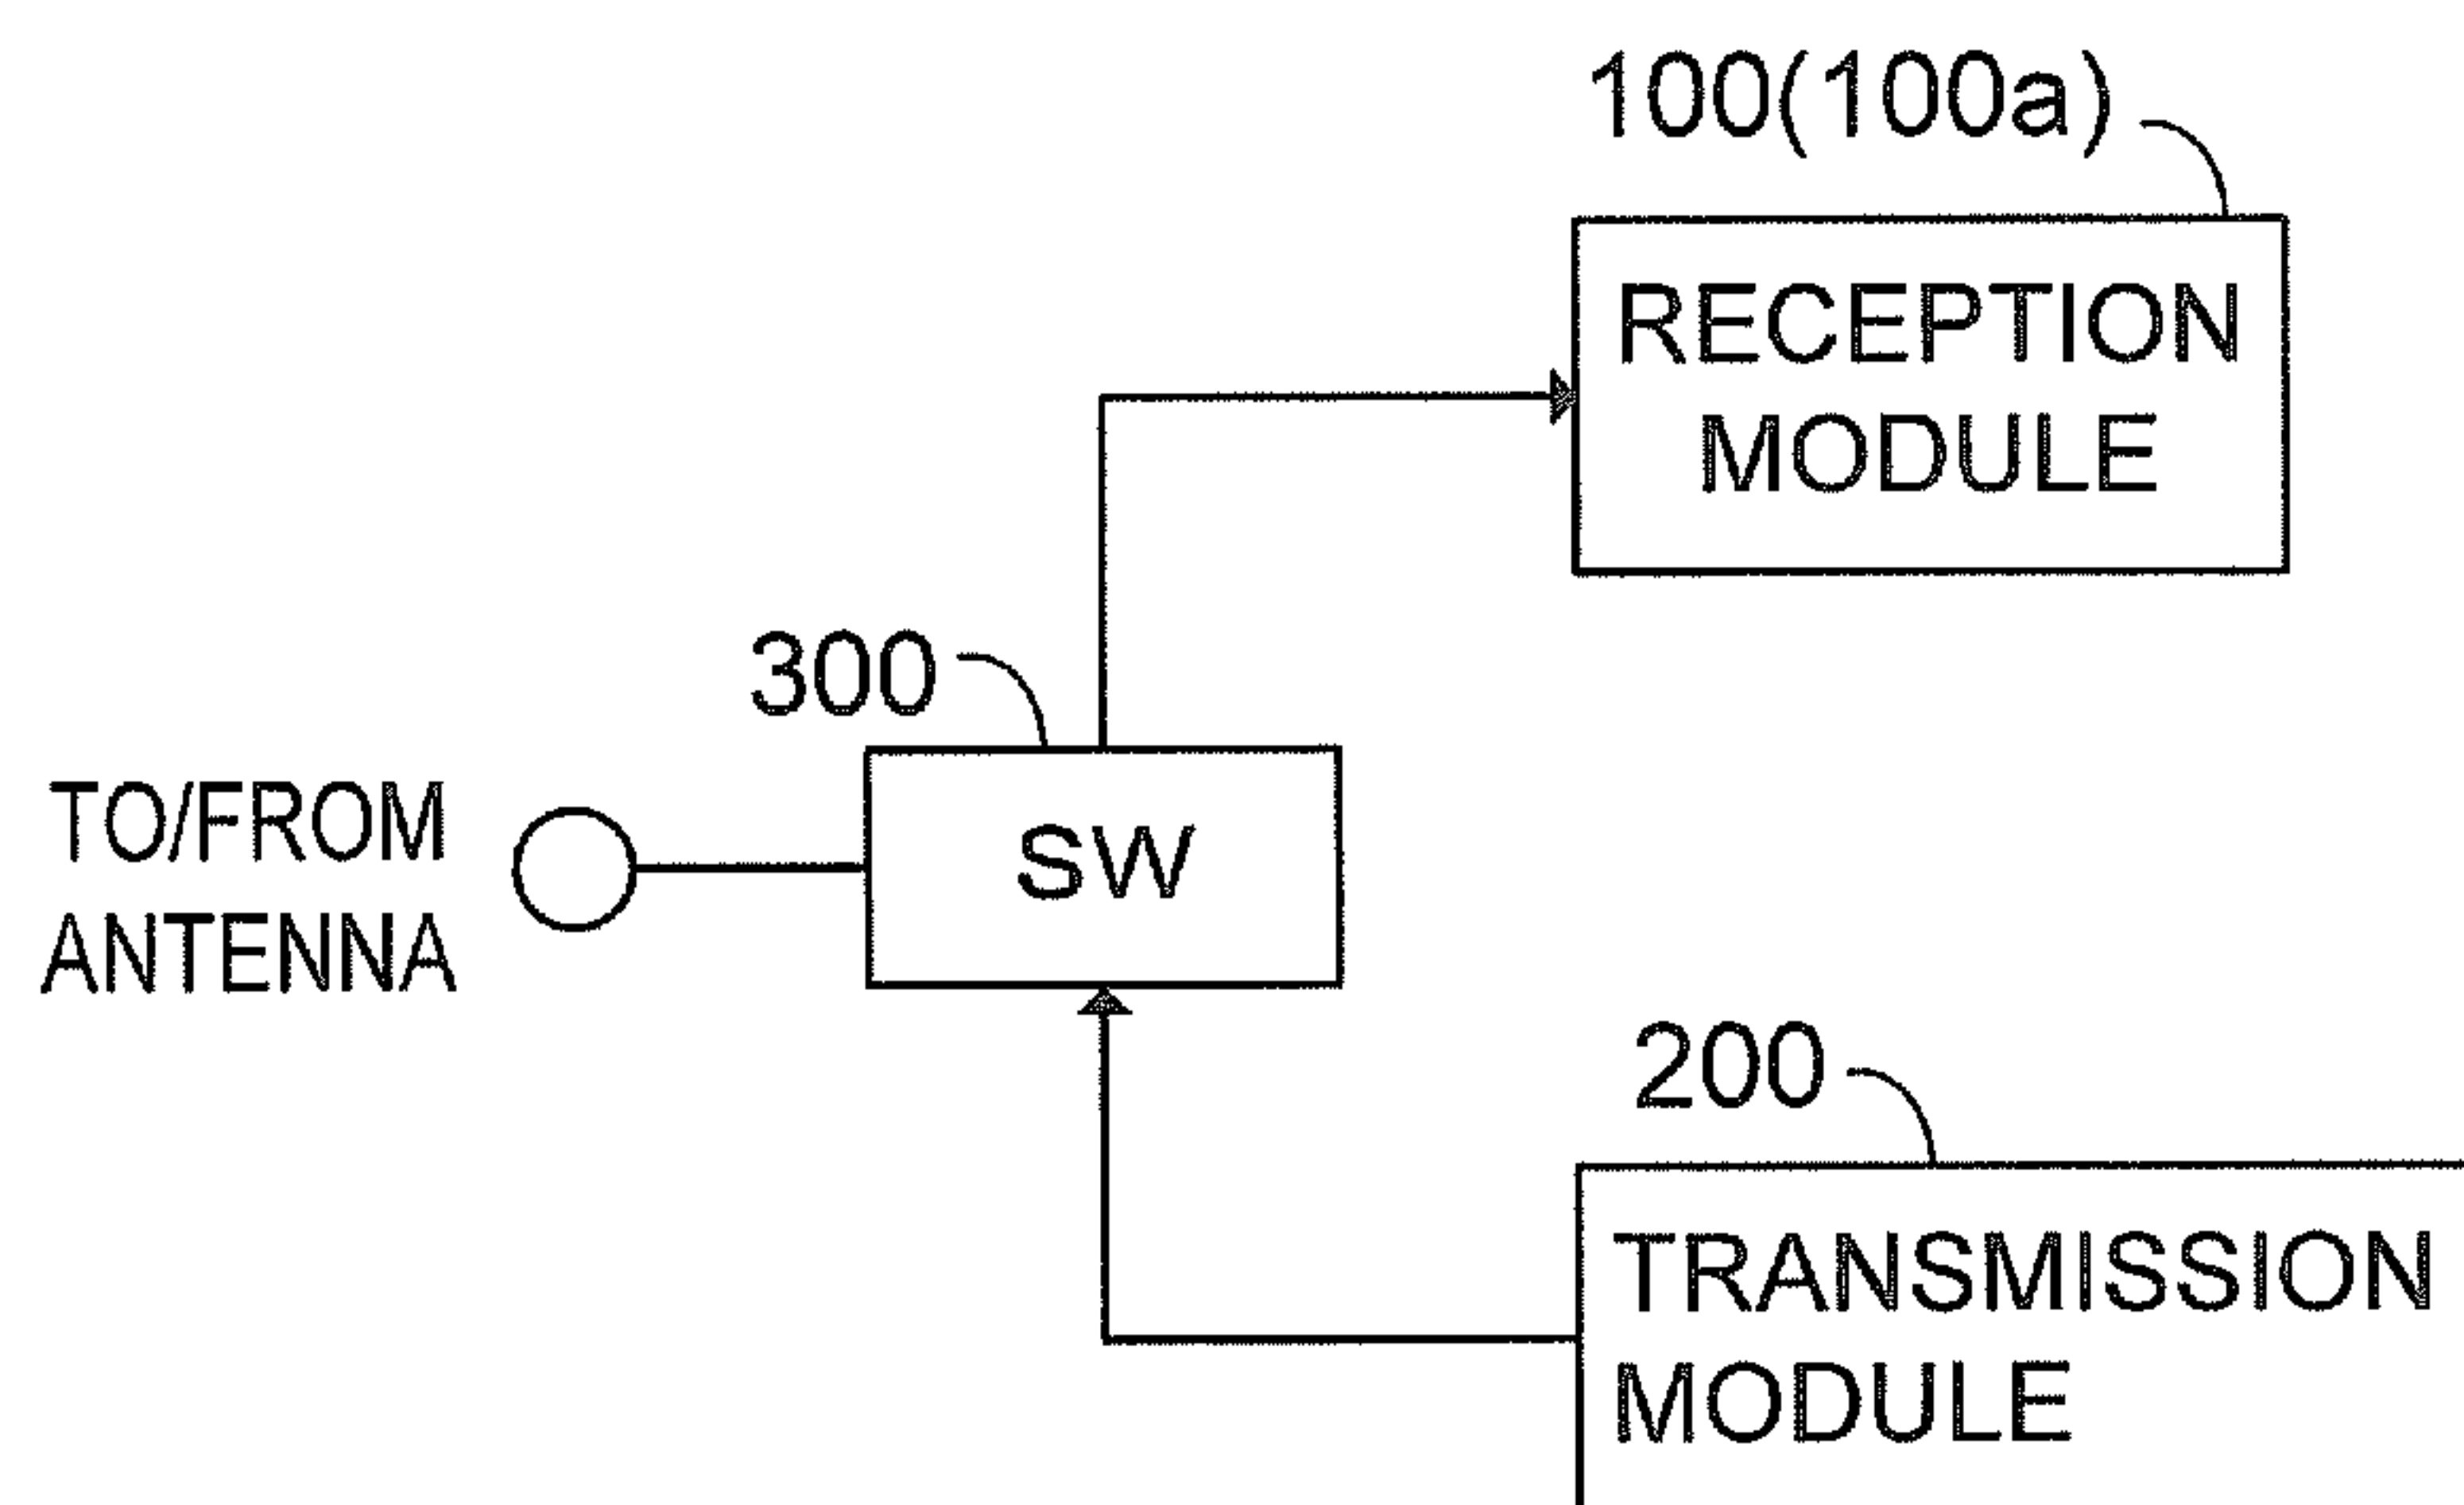 100(100a)
RECEPTION
MODULE
300
TO/FROM
ANTENNA
SW
200
TRANSMISSION
MODULE